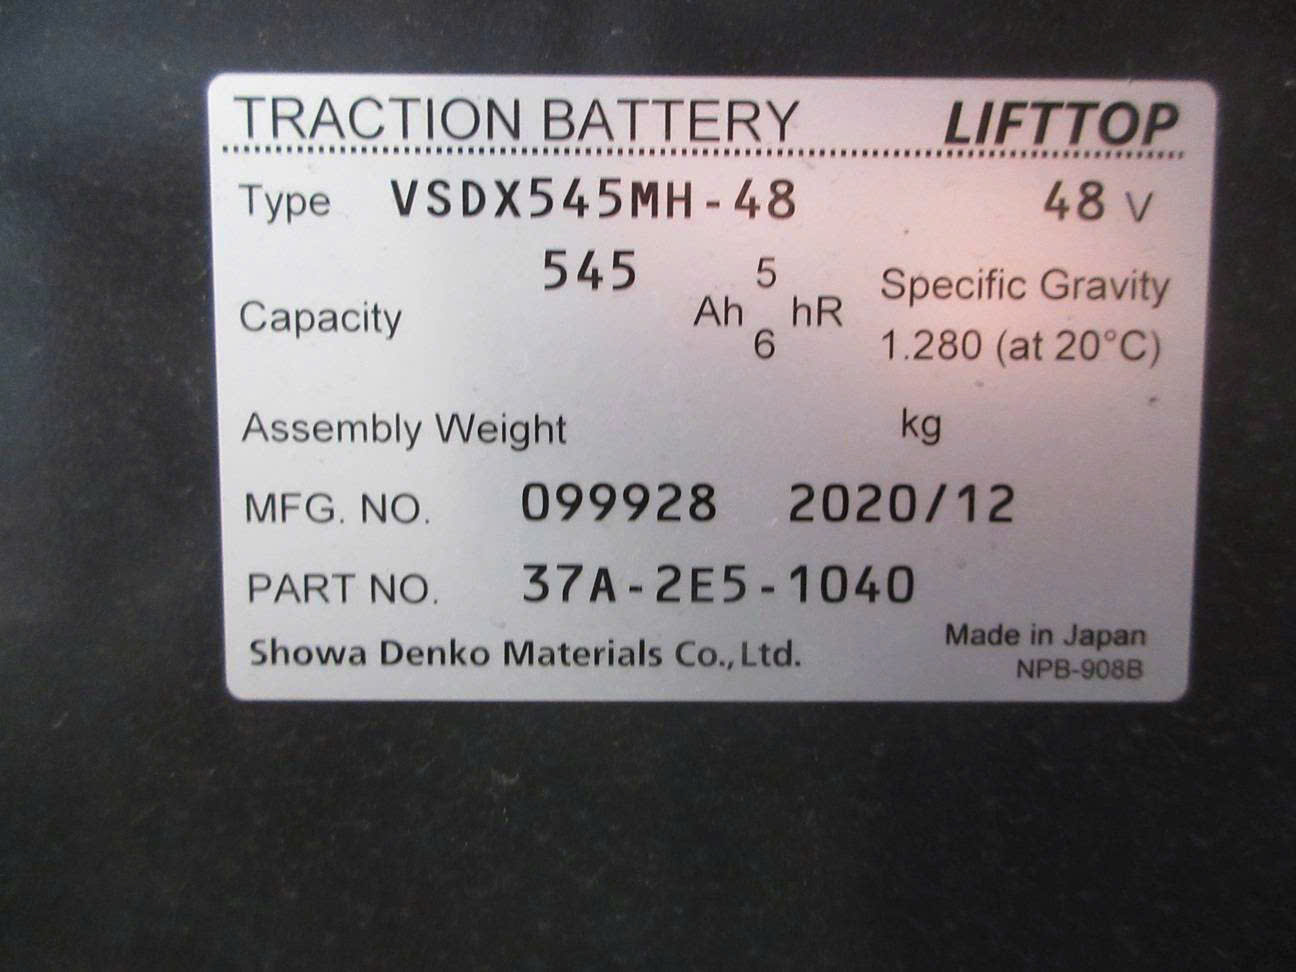 TRACTION BATTERY LIFTTOP
Type VSDX545MH-48 48 V
545 5
Capacity Ah hR Specific Gravity
6 1.280 (at 20°C)
Assembly Weight kg
MFG. NO. 099928 2020/12
PART NO. 37A-2E5-1040
Showa Denko Materials Co., Ltd. Made in Japan
NPB-908B